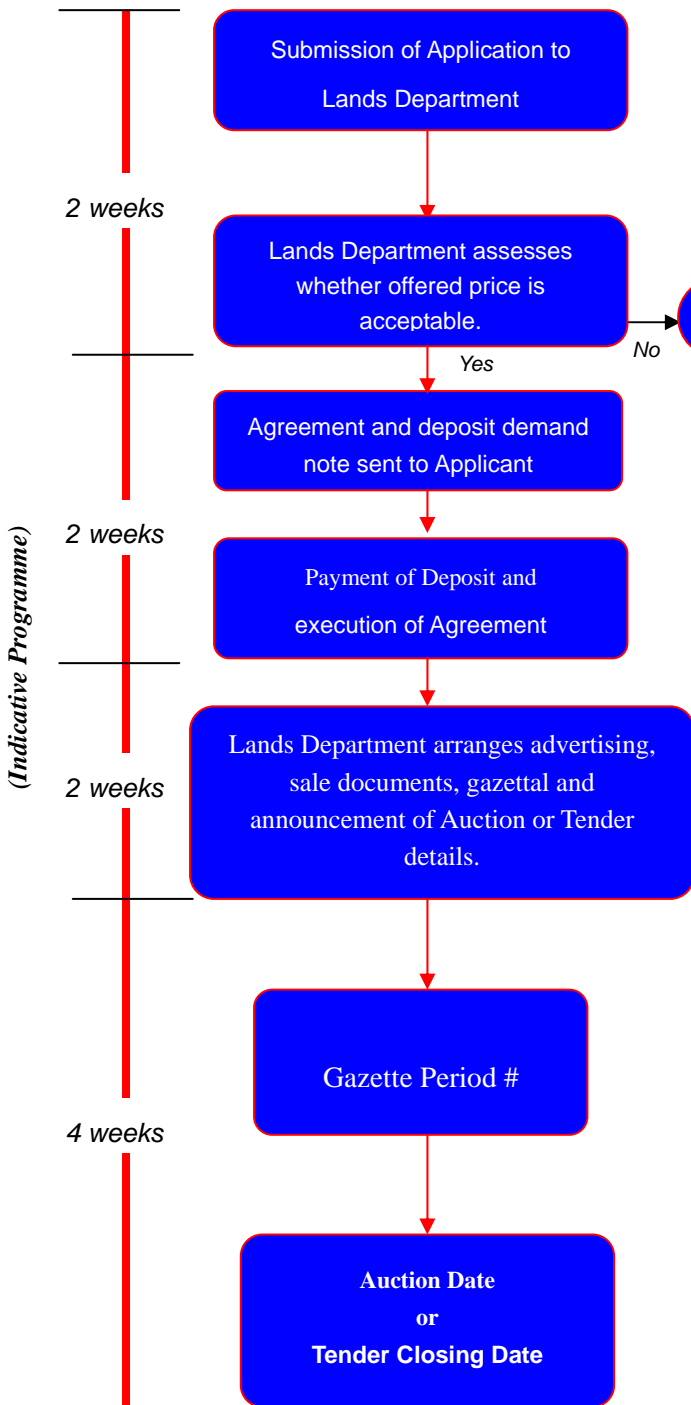 Submission of Application to
Lands Department
2 weeks
Lands Department assesses
whether offered price is
acceptable.
No
Yes
Agreement and deposit demand
note sent to Applicant
2 weeks
(Indicative Programme)
Payment of Deposit and
execution of Agreement
Lands Department arranges advertising,
sale documents, gazettal and
announcement of Auction or Tender
details.
2 weeks
Gazette Period #
4 weeks
Auction Date
or
Tender Closing Date